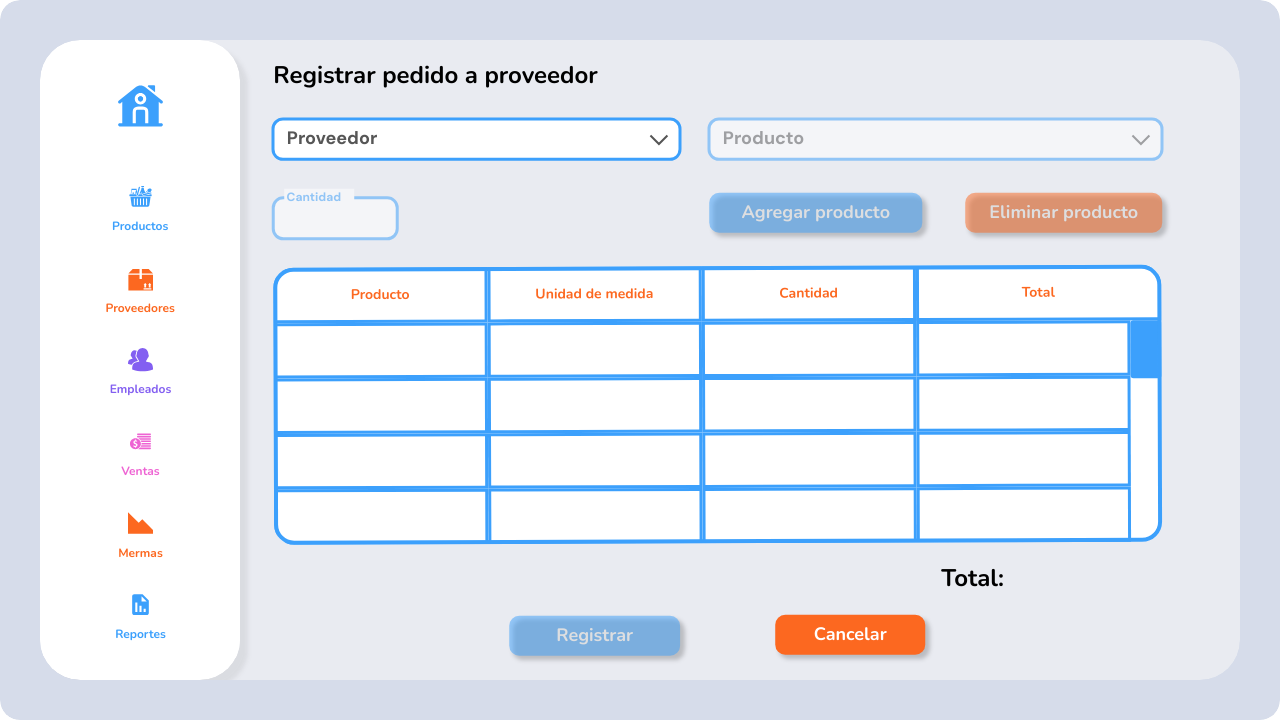 Registrar pedido a proveedor
Proveedor
Producto
Cantidad
Agregar producto
Eliminar producto
Producto
Unidad de medida
Cantidad
Total
Total:
Registrar
Cancelar
Productos
Proveedores
Empleados
Ventas
Mermas
Reportes